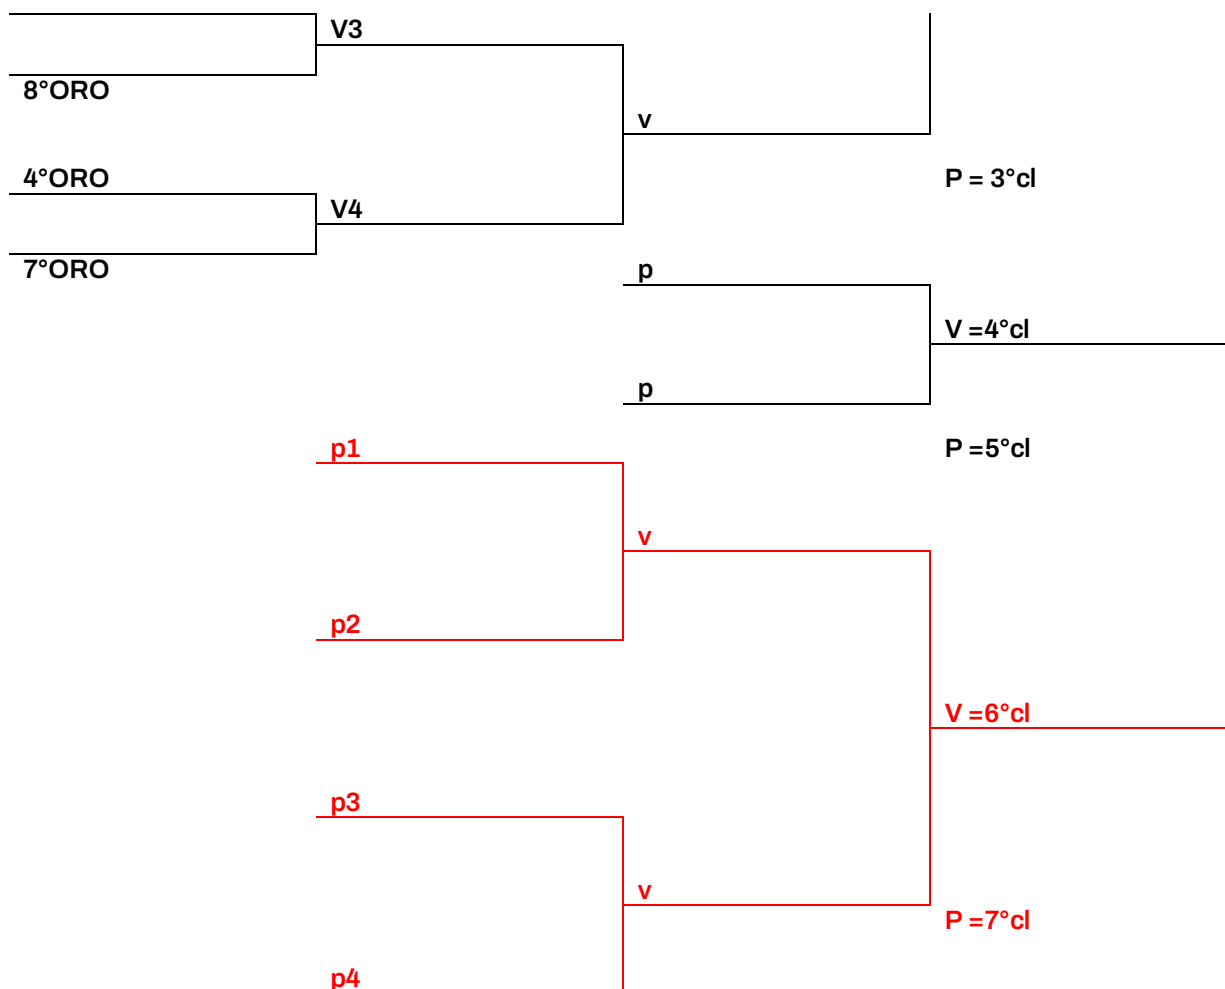 V3
8°ORO
v
4°ORO
P = 3°cl
V4
7°ORO
p
V =4°cl
p
p1
P =5°cl
v
p2
V =6°cl
p3
v
P =7°cl
p4